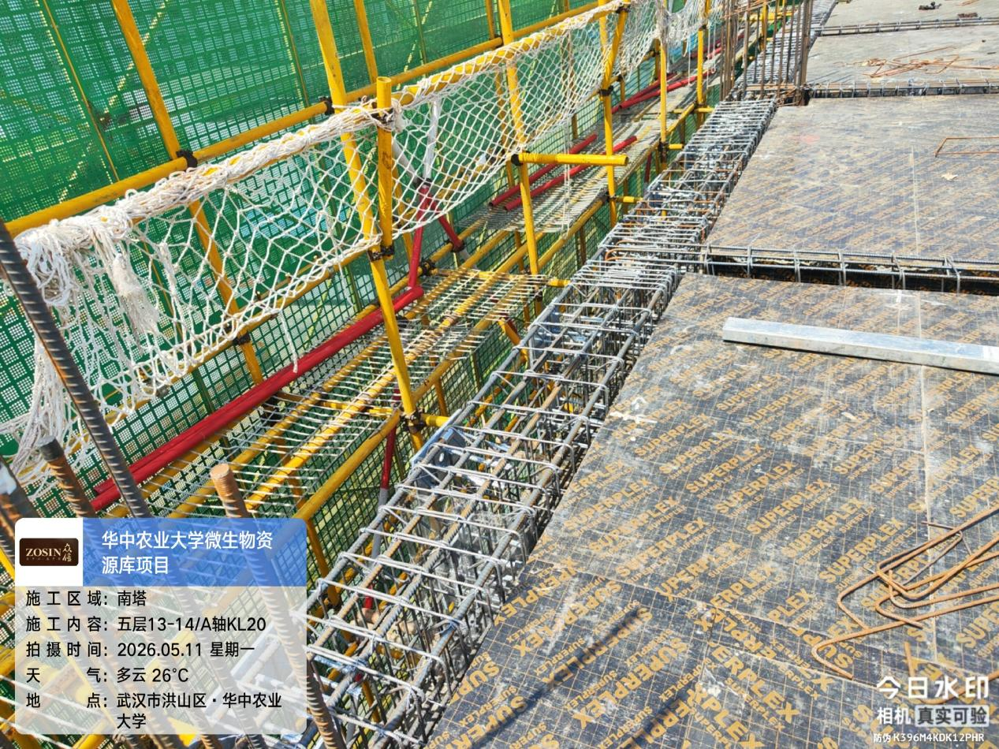 ZOSIN 众信
华中农业大学微生物资
源库项目
施工区域：南塔
施工内容：五层13-14/A轴KL20
拍摄时间：2026.05.11 星期一
天气：多云 26°C
地点：武汉市洪山区·华中农业
大学
SUPERPLEX
今日水印
相机 真实可验
防伪 K396M4KDK12PHR